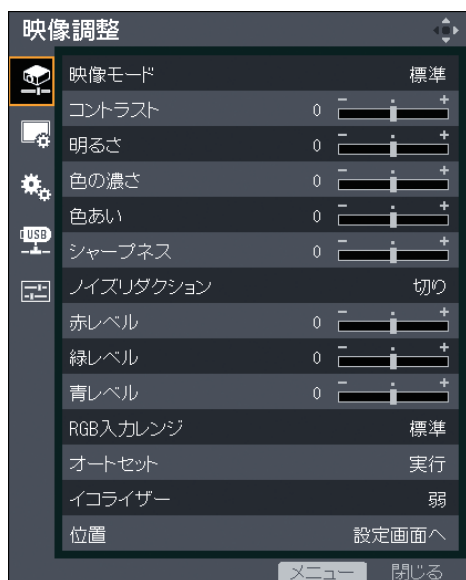 映像調整
映像モード 標準
コントラスト 0 - +
明るさ 0 - +
色の濃さ 0 - +
色あい 0 - +
シャープネス 0 - +
ノイズリダクション 切り
赤レベル 0 - +
緑レベル 0 - +
青レベル 0 - +
RGB入力レンジ 標準
オートセット 実行
イコライザー 弱
位置 設定画面へ
USB
メニュー 閉じる